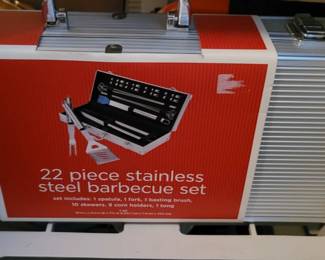 22 piece stainless
steel barbecue set
set includes: 1 spatula, 1 fork, 1 basting brush,
10 skewers, 8 corn holders, 1 tong